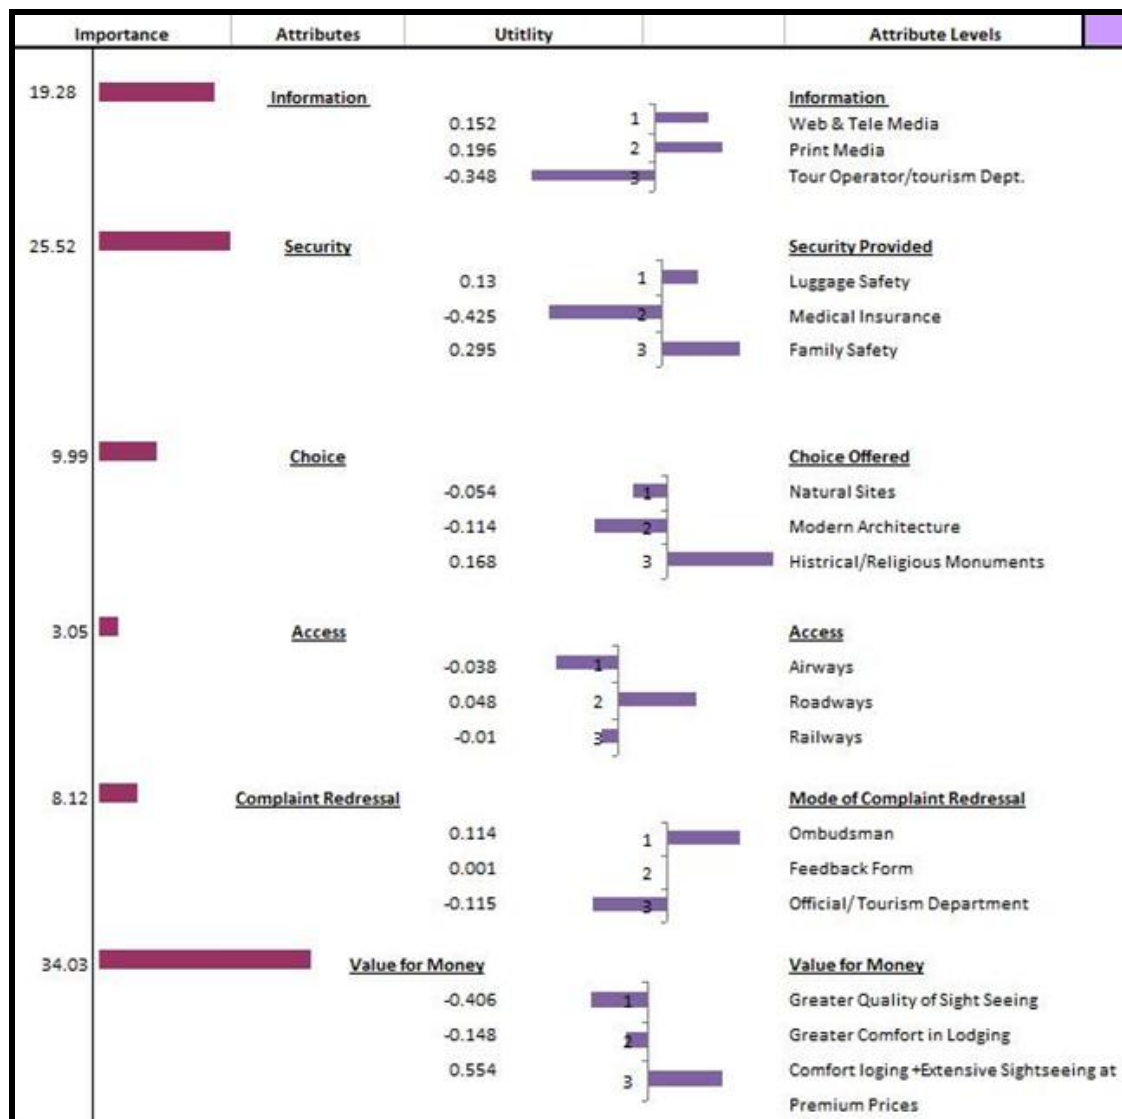 Importance Attributes Utitlity Attribute Levels
19.28 Information Information
0.152 1 Web & Tele Media
0.196 2 Print Media
-0.348 3 Tour Operator/tourism Dept.
25.52 Security Security Provided
0.13 1 Luggage Safety
-0.425 2 Medical Insurance
0.295 3 Family Safety
9.99 Choice Choice Offered
-0.054 1 Natural Sites
-0.114 2 Modern Architecture
0.168 3 Histrical/Religious Monuments
3.05 Access Access
-0.038 1 Airways
0.048 2 Roadways
-0.01 3 Railways
8.12 Complaint Redressal Mode of Complaint Redressal
0.114 1 Ombudsman
0.001 2 Feedback Form
-0.115 3 Official/Tourism Department
34.03 Value for Money Value for Money
-0.406 1 Greater Quality of Sight Seeing
-0.148 2 Greater Comfort in Lodging
0.554 3 Comfort loging +Extensive Sightseeing at
Premium Prices